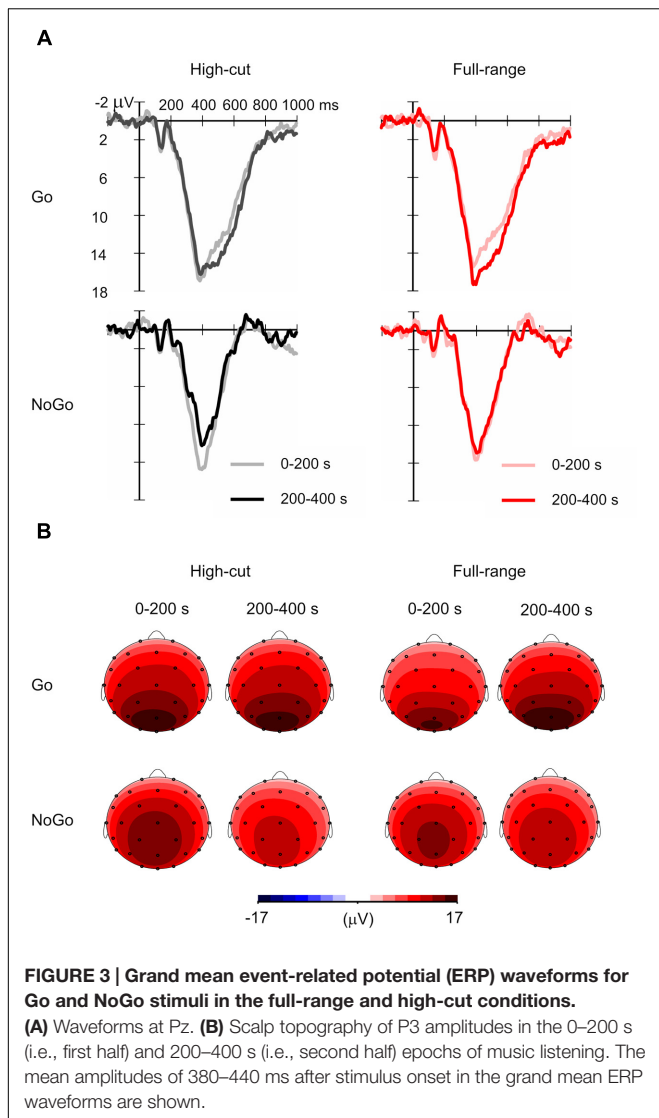 A
High-cut Full-range
-2 μV 200 400 600 800 1000 ms
2
6
Go
10
14
18
NoGo
0-200 s 0-200 s
200-400 s 200-400 s
B
High-cut Full-range
0-200 s 200-400 s 0-200 s 200-400 s
Go
NoGo
-17 (μV) 17
FIGURE 3 | Grand mean event-related potential (ERP) waveforms for
Go and NoGo stimuli in the full-range and high-cut conditions.
(A) Waveforms at Pz. (B) Scalp topography of P3 amplitudes in the 0–200 s
(i.e., first half) and 200–400 s (i.e., second half) epochs of music listening. The
mean amplitudes of 380–440 ms after stimulus onset in the grand mean ERP
waveforms are shown.